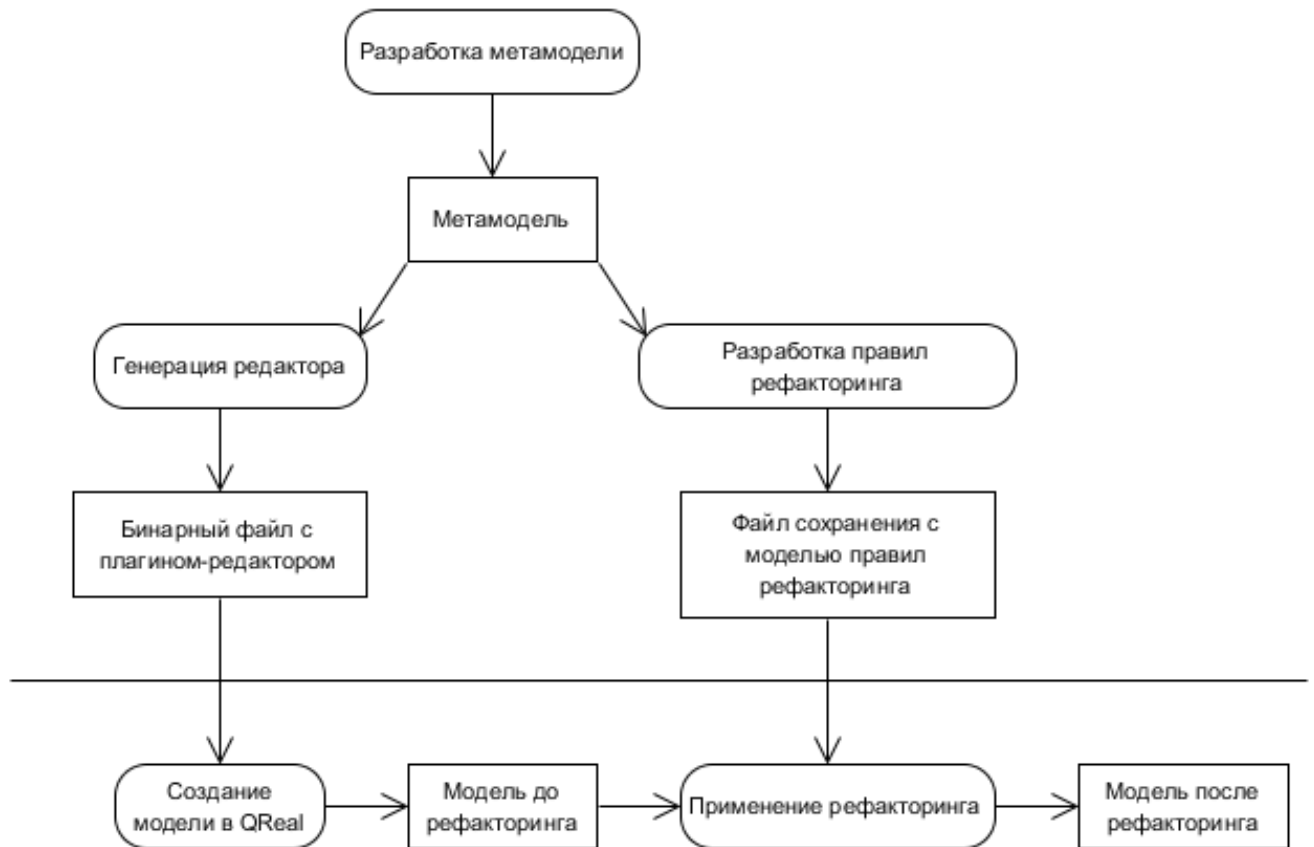 Разработка метамодели
Метамодель
Генерация редактора
Разработка правил
рефакторинга
Бинарный файл с
плагином-редактором
Файл сохранения с
моделью правил
рефакторинга
Создание
модели в QReal
Модель до
рефакторинга
Применение рефакторинга
Модель после
рефакторинга